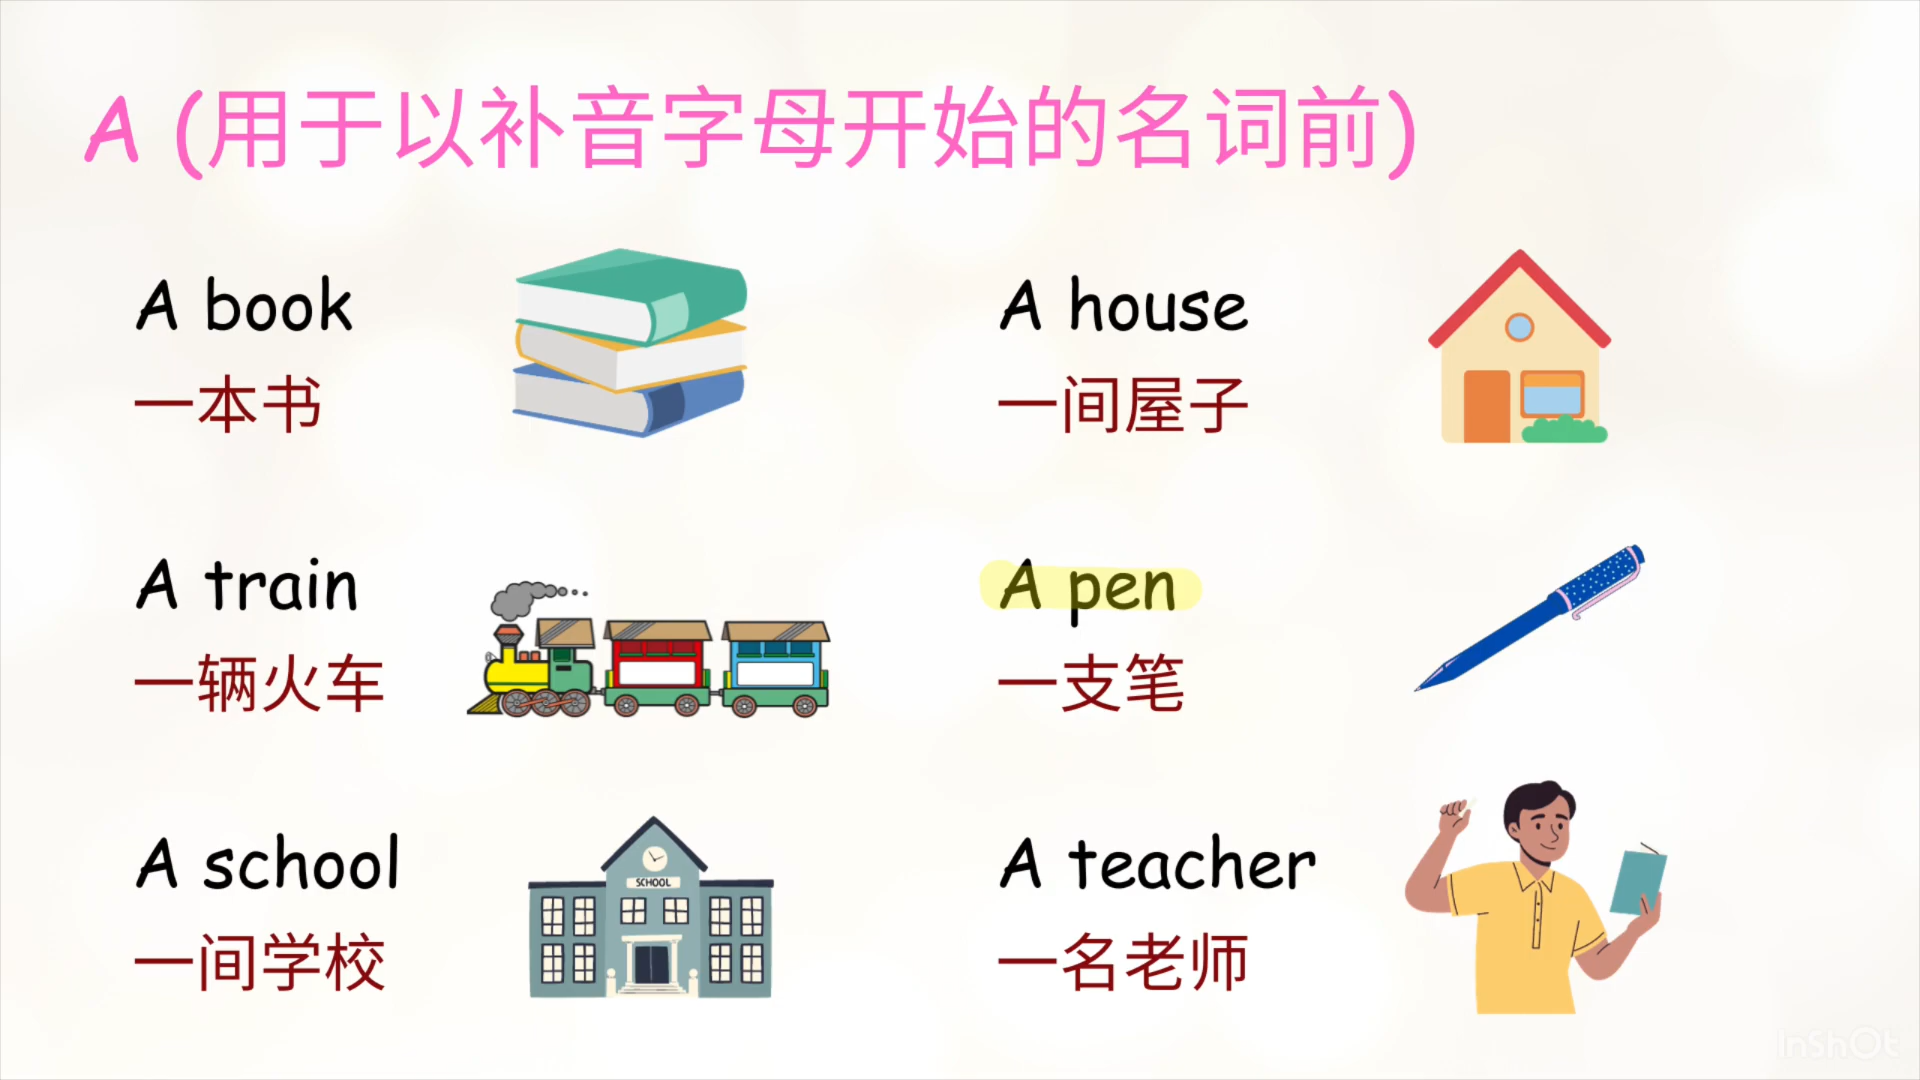 A (用于以补音字母开始的名词前)
A book
一本书
A house
一间屋子
A train
一辆火车
A pen
一支笔
A school
一间学校
SCHOOL
A teacher
一名老师
InShOt